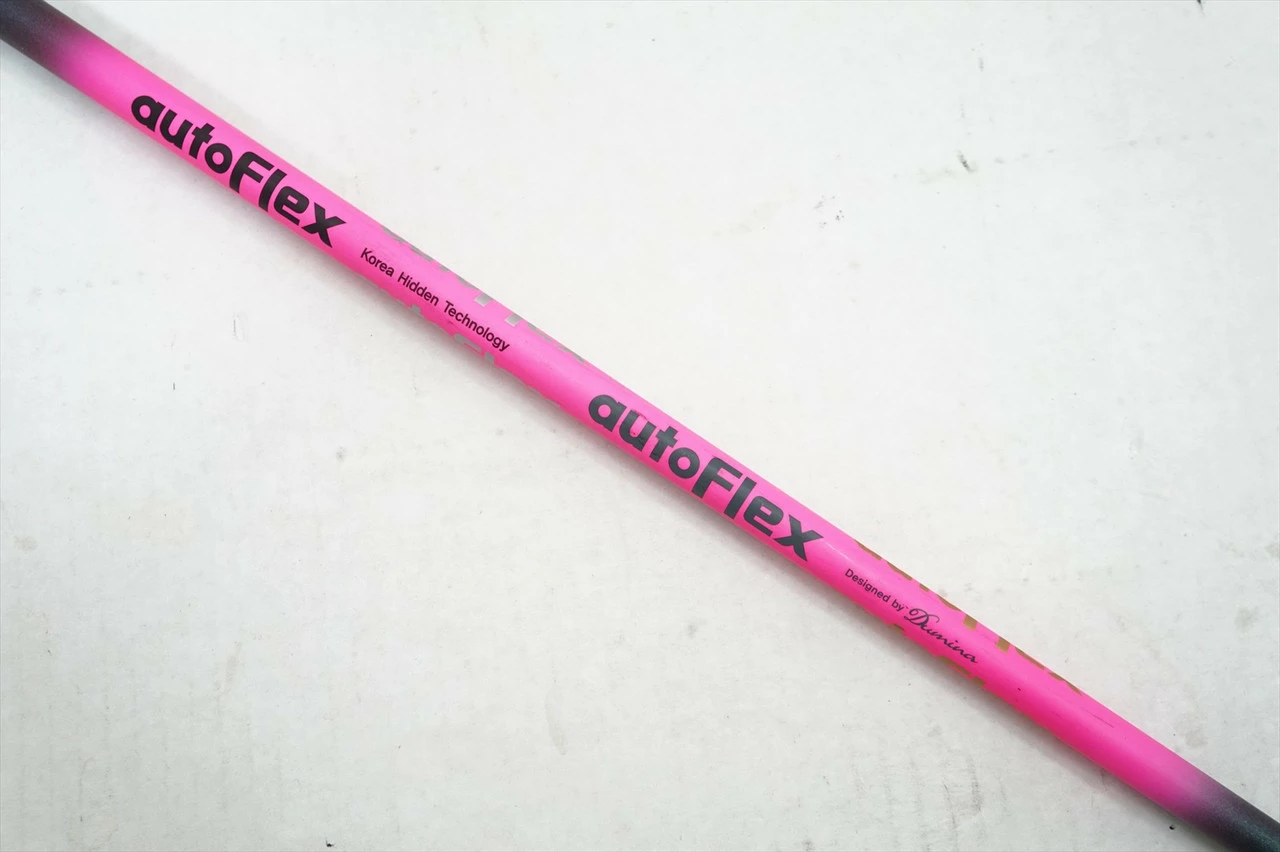 autoFlex
Korea Hidden Technology
autoFlex
Designed by Dumina